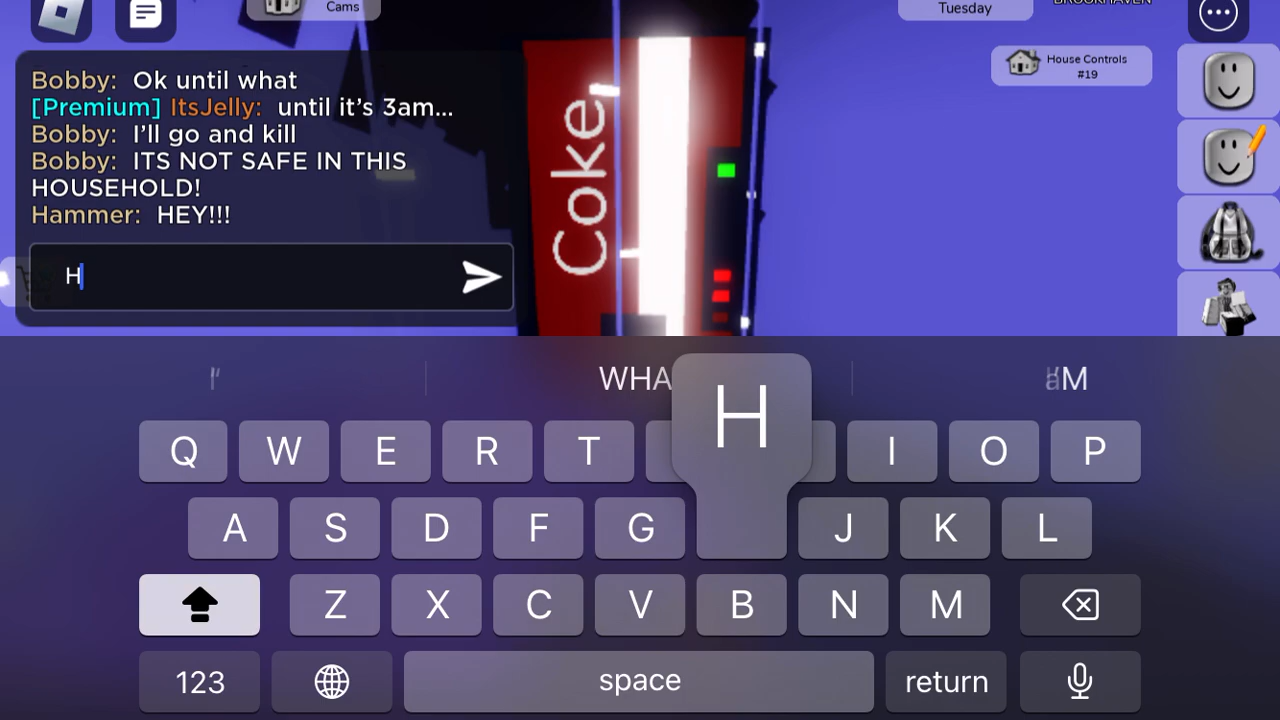 Cams
Tuesday
BROOKHAVEN
House Controls
#19
Bobby: Ok until what
[Premium] ItsJelly: until it's 3am...
Bobby: I'll go and kill
Bobby: ITS NOT SAFE IN THIS
HOUSEHOLD!
Hammer: HEY!!!
H
Coke
WHA
H
Q W E R T I O P
A S D F G J K L
Z X C V B N M
123 space return